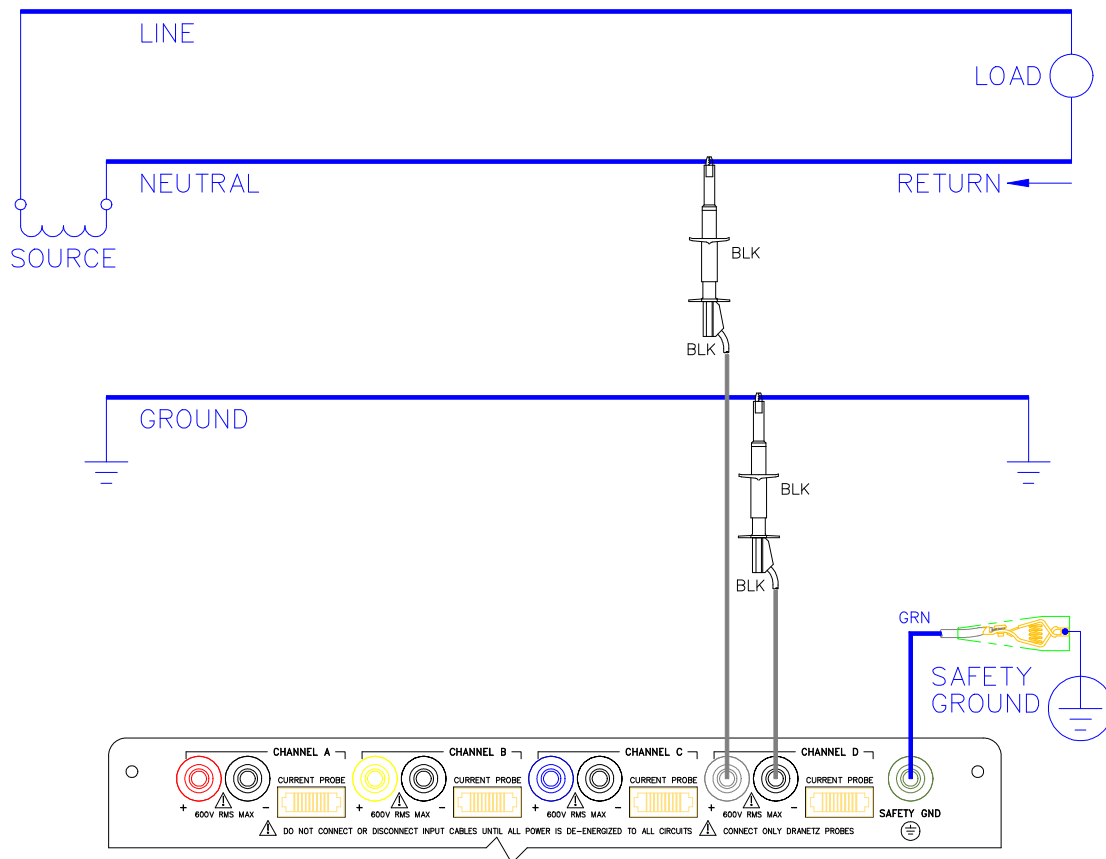 LINE
LOAD
NEUTRAL
RETURN
SOURCE
BLK
BLK
GROUND
BLK
BLK
GRN
SAFETY
GROUND
CHANNEL A
CHANNEL B
CHANNEL C
CHANNEL D
CURRENT PROBE
CURRENT PROBE
CURRENT PROBE
CURRENT PROBE
+ 600V RMS MAX -
+ 600V RMS MAX -
+ 600V RMS MAX -
+ 600V RMS MAX -
SAFETY GND
DO NOT CONNECT OR DISCONNECT INPUT CABLES UNTIL ALL POWER IS DE-ENERGIZED TO ALL CIRCUITS CONNECT ONLY DRANETZ PROBES